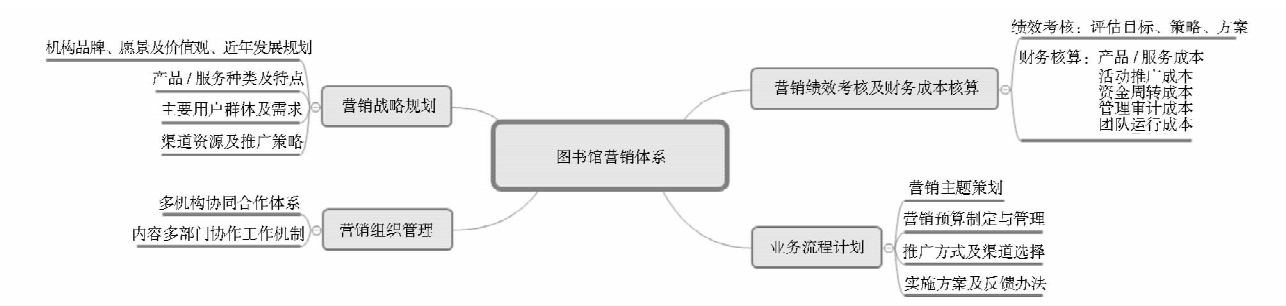 图书馆营销体系
营销战略规划
机构品牌、愿景及价值观、近年发展规划
产品/服务种类及特点
主要用户群体及需求
渠道资源及推广策略
营销组织管理
多机构协同合作体系
内容多部门协作工作机制
营销绩效考核及财务成本核算
绩效考核：评估目标、策略、方案
财务核算：产品/服务成本
活动推广成本
资金周转成本
管理审计成本
团队运行成本
业务流程计划
营销主题策划
营销预算制定与管理
推广方式及渠道选择
实施方案及反馈办法